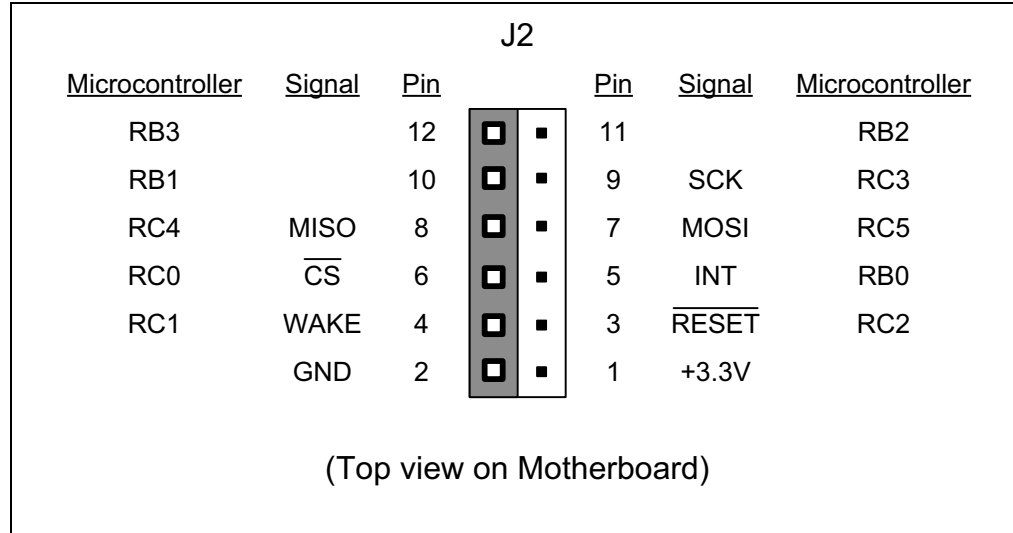 J2
Microcontroller Signal Pin Pin Signal Microcontroller
RB3 12 11 RB2
RB1 10 9 SCK RC3
RC4 MISO 8 7 MOSI RC5
RC0 C̅S̅ 6 5 INT RB0
RC1 WAKE 4 3 R̅E̅S̅E̅T̅ RC2
GND 2 1 +3.3V
(Top view on Motherboard)